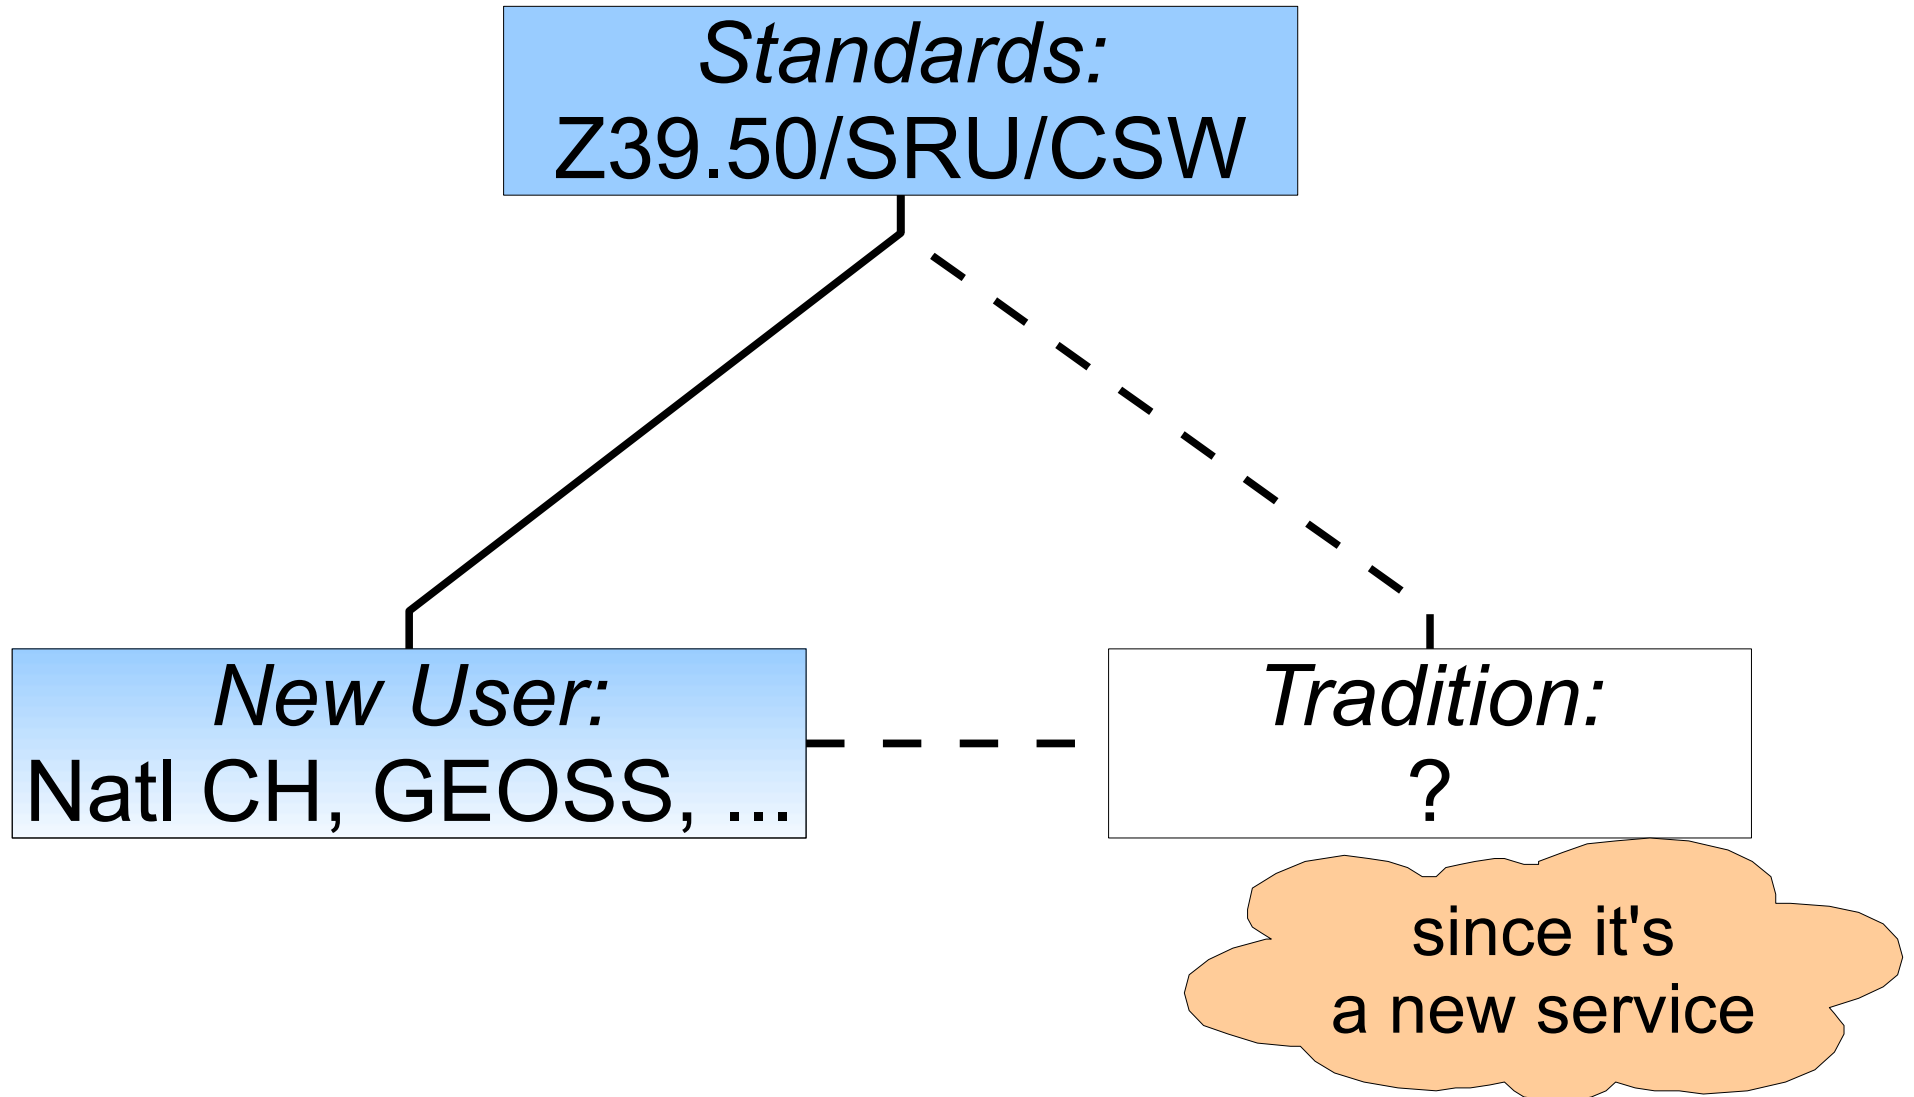 Standards:
Z39.50/SRU/CSW
New User:
Natl CH, GEOSS, ...
Tradition:
?
since it's
a new service